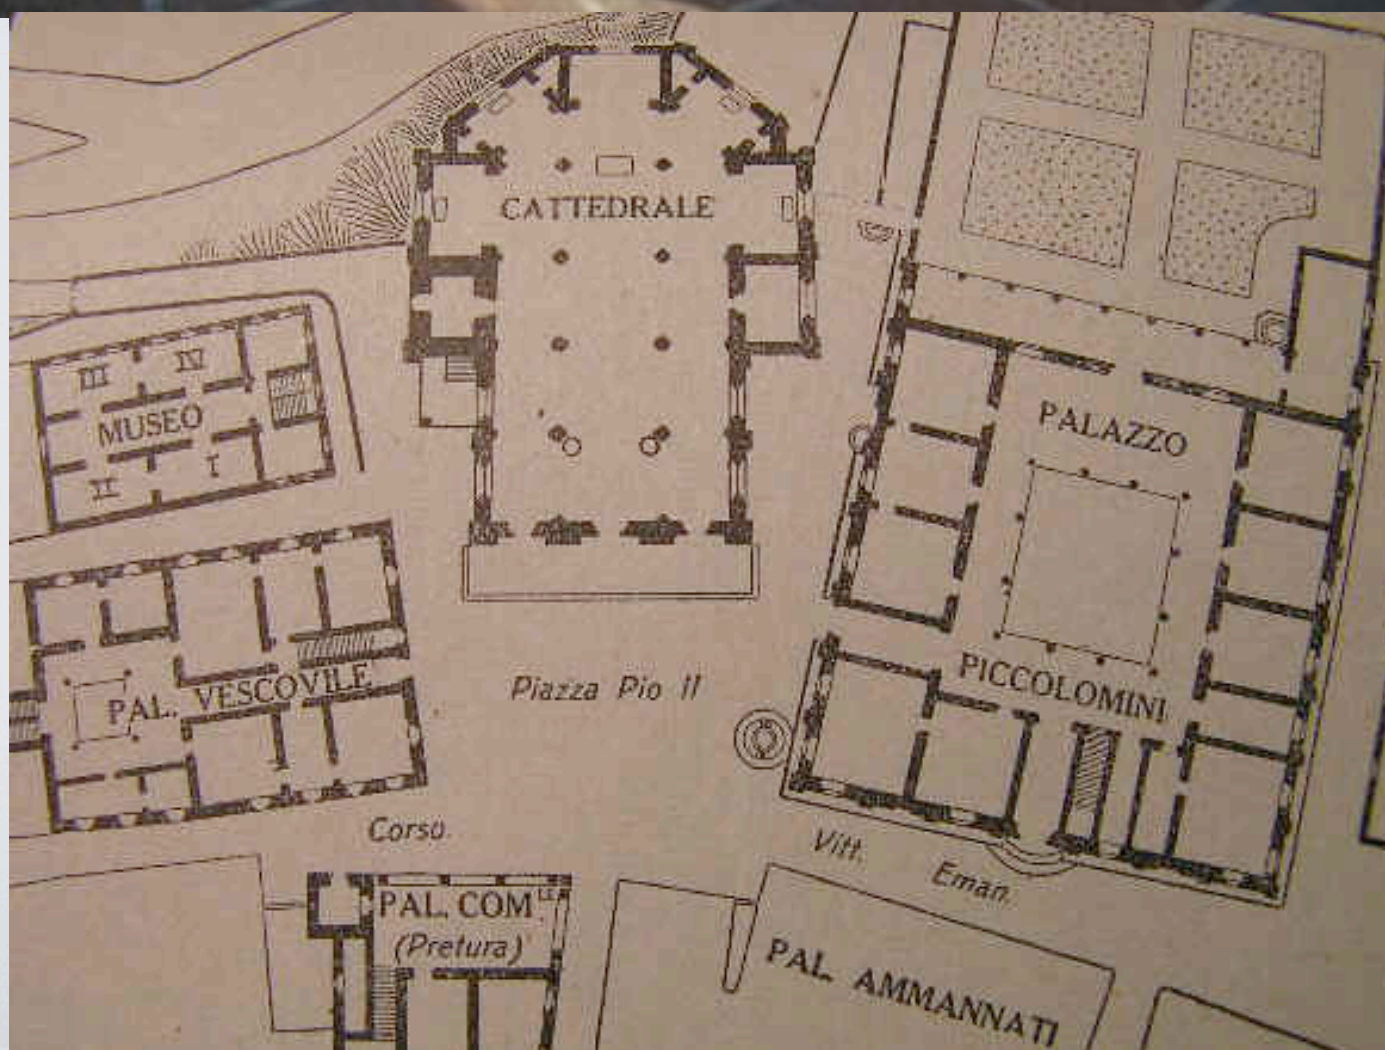 CATTEDRALE
III
IV
MUSEO
II
I
PALAZZO
PICCOLOMINI
PAL. VESCOVILE
Piazza Pio II
Corso
Vitt.
Eman.
PAL. COM.LE
(Pretura)
PAL. AMMANNATI